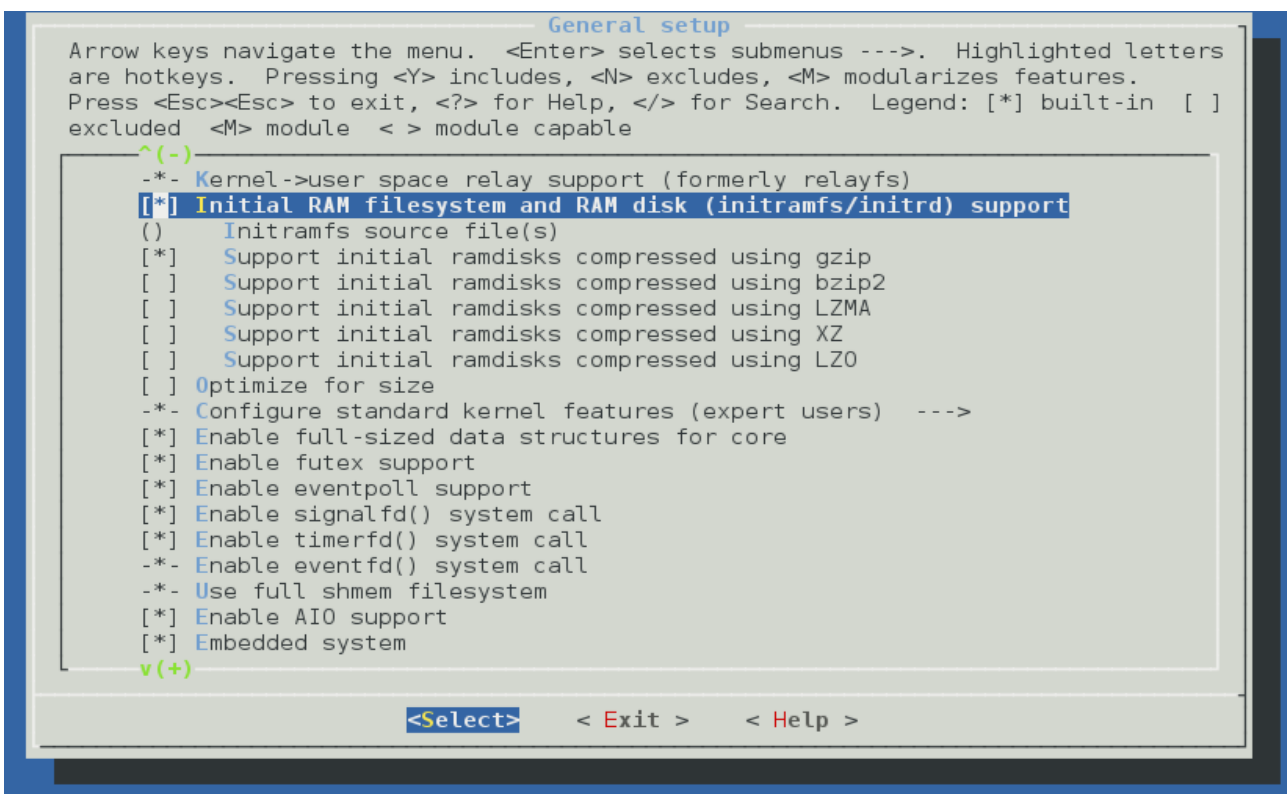 General setup
Arrow keys navigate the menu.  <Enter> selects submenus --->.  Highlighted letters
are hotkeys.  Pressing <Y> includes, <N> excludes, <M> modularizes features.
Press <Esc><Esc> to exit, <?> for Help, </> for Search.  Legend: [*] built-in  [ ]
excluded  <M> module  < > module capable
^(-)
-*- Kernel->user space relay support (formerly relayfs)
[*] Initial RAM filesystem and RAM disk (initramfs/initrd) support
()    Initramfs source file(s)
[*]   Support initial ramdisks compressed using gzip
[ ]   Support initial ramdisks compressed using bzip2
[ ]   Support initial ramdisks compressed using LZMA
[ ]   Support initial ramdisks compressed using XZ
[ ]   Support initial ramdisks compressed using LZO
[ ] Optimize for size
-*- Configure standard kernel features (expert users)  --->
[*] Enable full-sized data structures for core
[*] Enable futex support
[*] Enable eventpoll support
[*] Enable signalfd() system call
[*] Enable timerfd() system call
-*- Enable eventfd() system call
-*- Use full shmem filesystem
[*] Enable AIO support
[*] Embedded system
v(+)
<Select>    < Exit >    < Help >